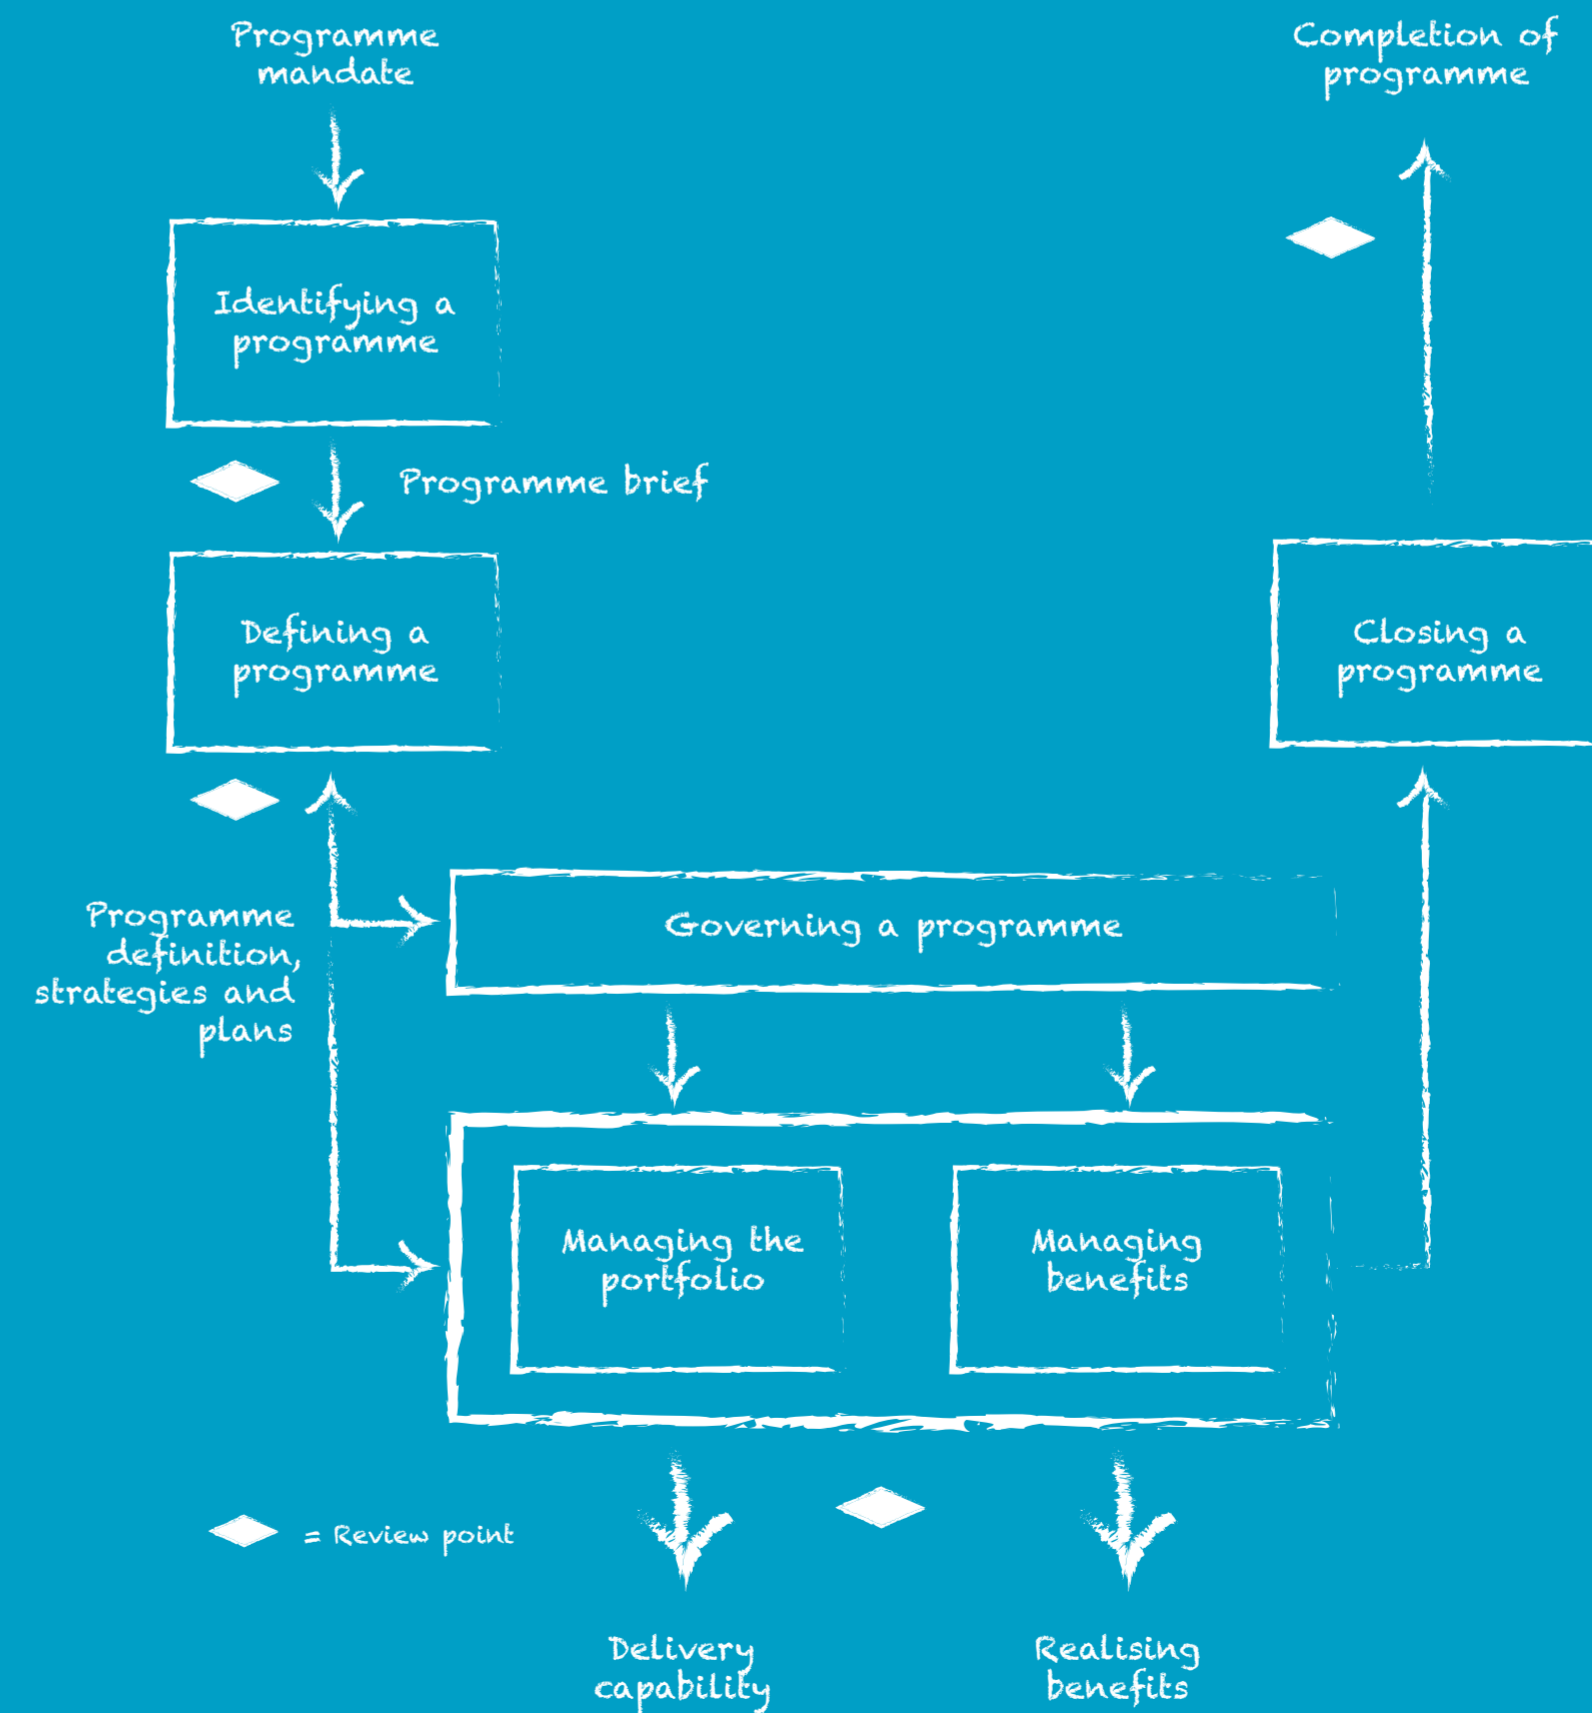 Programme
mandate
Completion of
programme
Identifying a
programme
Programme brief
Defining a
programme
Closing a
programme
Programme
definition,
strategies and
plans
Governing a programme
Managing the
portfolio
Managing
benefits
= Review point
Delivery
capability
Realising
benefits